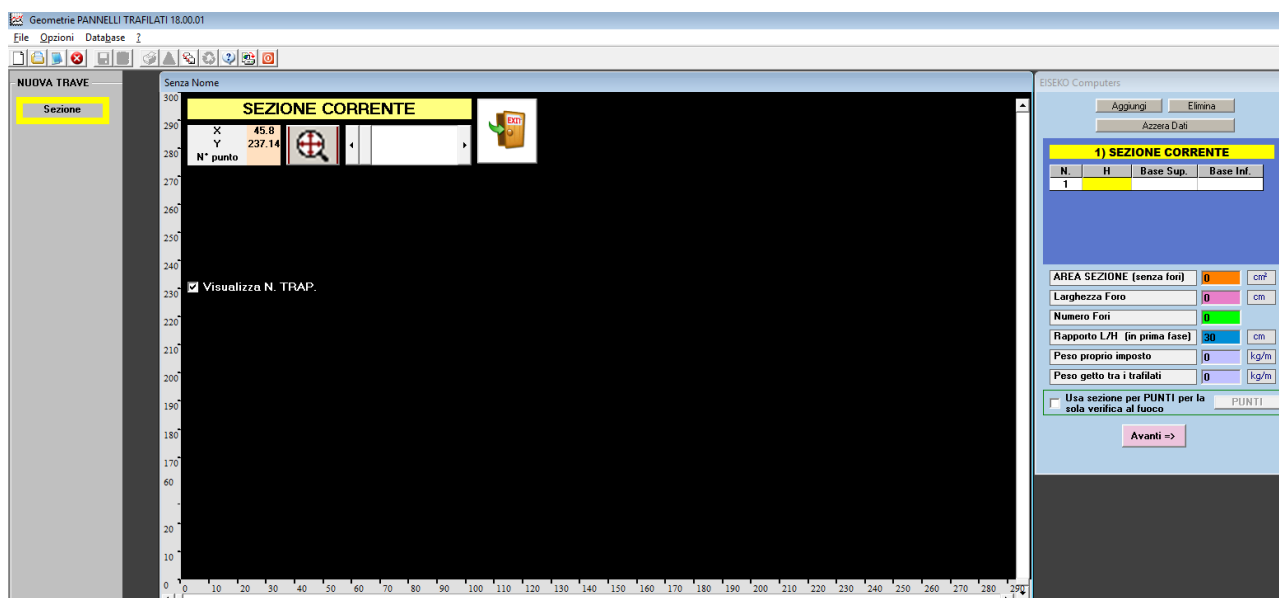 Geometrie PANNELLI TRAFILATI 18.00.01
File Opzioni Database ?
NUOVA TRAVE
Sezione
Senza Nome
SEZIONE CORRENTE
X 45.8
Y 237.14
N° punto
EXIT
Visualizza N. TRAP.
300
290
280
270
260
250
240
230
220
210
200
190
180
170
60
20
10
0
0 10 20 30 40 50 60 70 80 90 100 110 120 130 140 150 160 170 180 190 200 210 220 230 240 250 260 270 280 290
EISEKO Computers
Aggiungi Elimina
Azzera Dati
1) SEZIONE CORRENTE
N. H Base Sup. Base Inf.
1
AREA SEZIONE (senza fori) 0 cm²
Larghezza Foro 0 cm
Numero Fori 0
Rapporto L/H (in prima fase) 30 cm
Peso proprio imposto 0 kg/m
Peso getto tra i trafilati 0 kg/m
Usa sezione per PUNTI per la
sola verifica al fuoco
PUNTI
Avanti =>